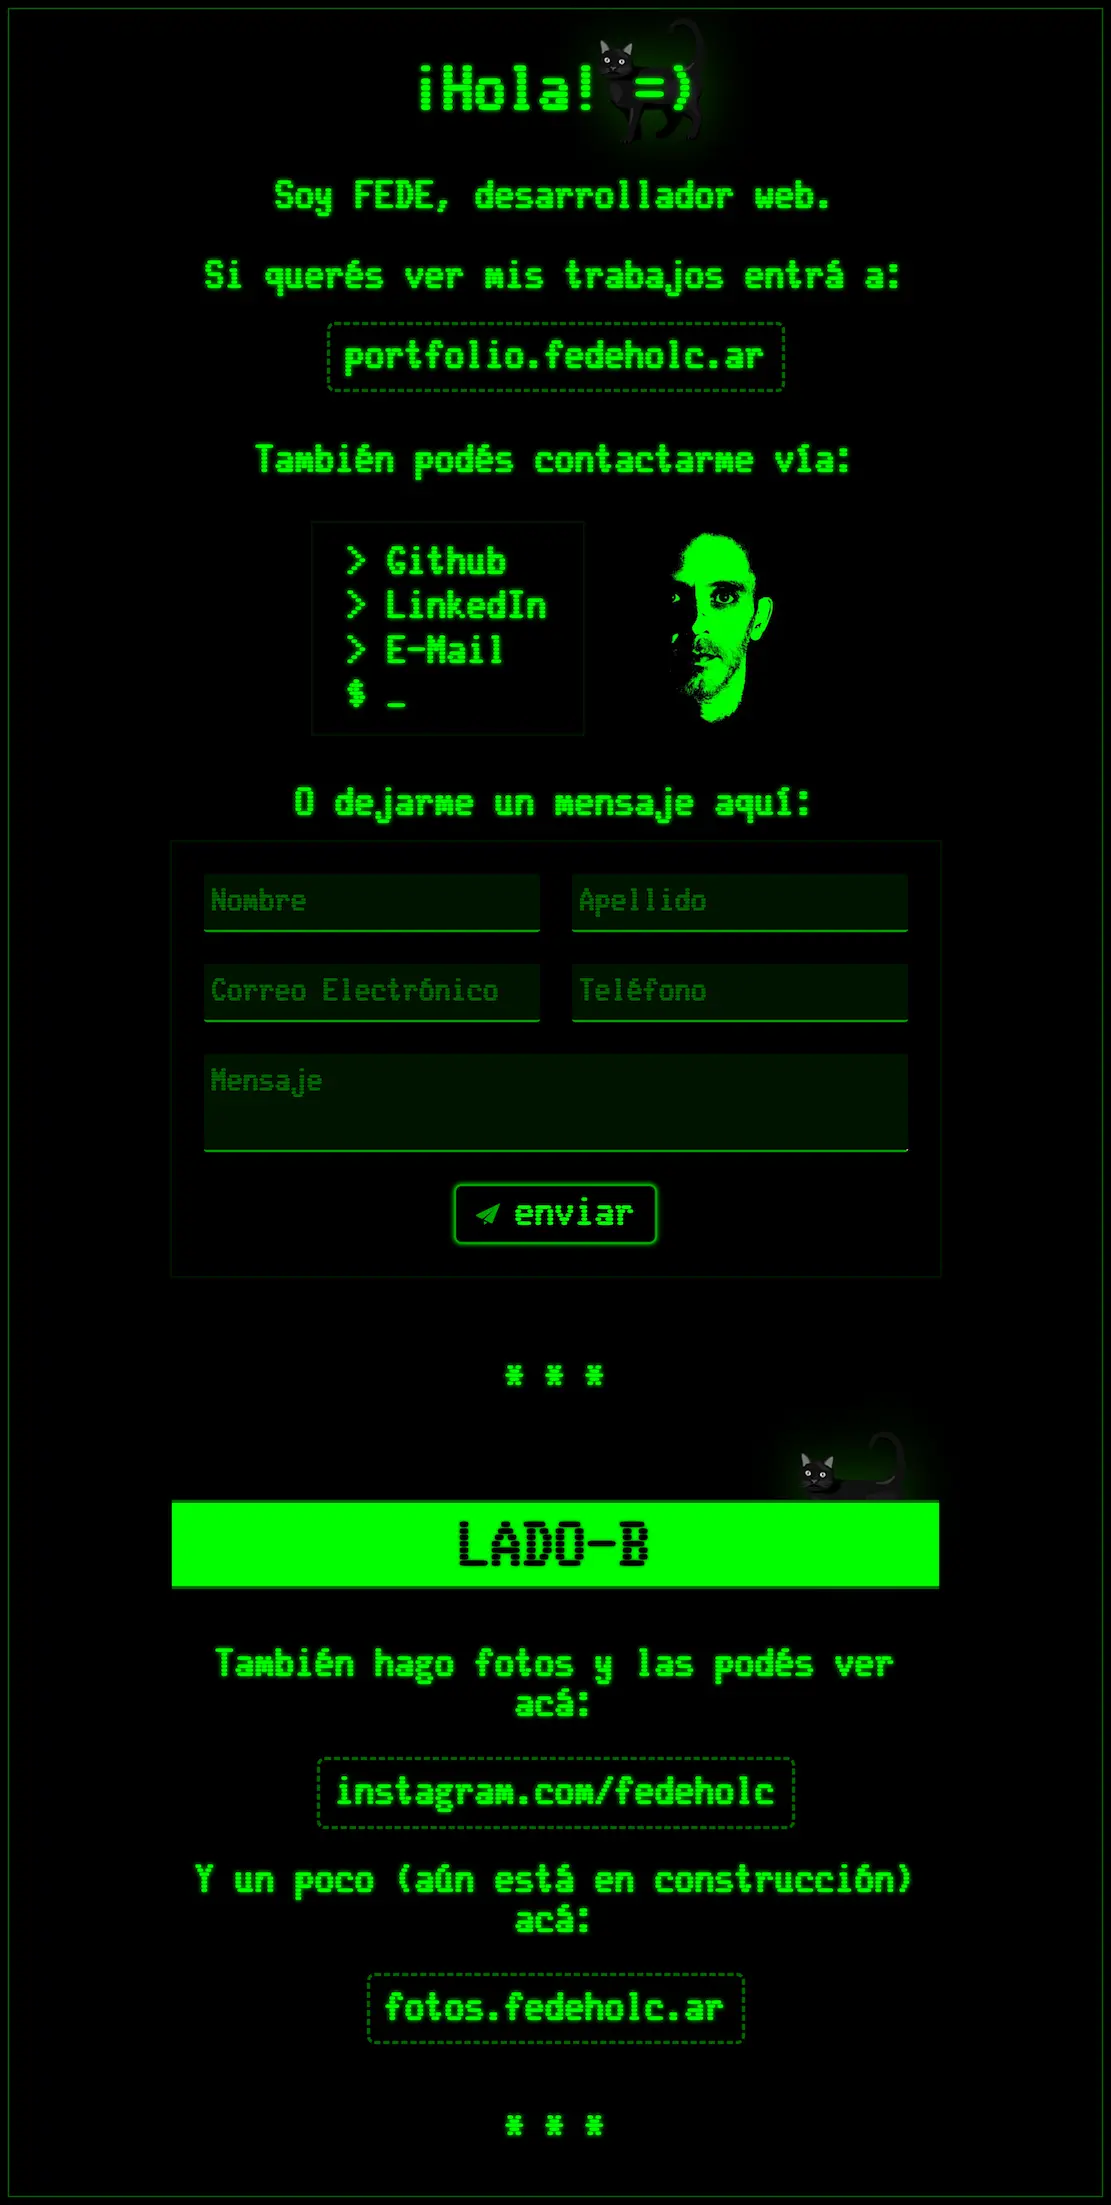 ¡Hola! =)
Soy FEDE, desarrollador web.
Si querés ver mis trabajos entrá a:
portfolio.fedeholc.ar
También podés contactarme vía:
> Github
> LinkedIn
> E-Mail
$ _
O dejarme un mensaje aquí:
Nombre Apellido
Correo Electrónico Teléfono
Mensaje
enviar
* * *
LADO-B
También hago fotos y las podés ver
acá:
instagram.com/fedeholc
Y un poco (aún está en construcción)
acá:
fotos.fedeholc.ar
* * *